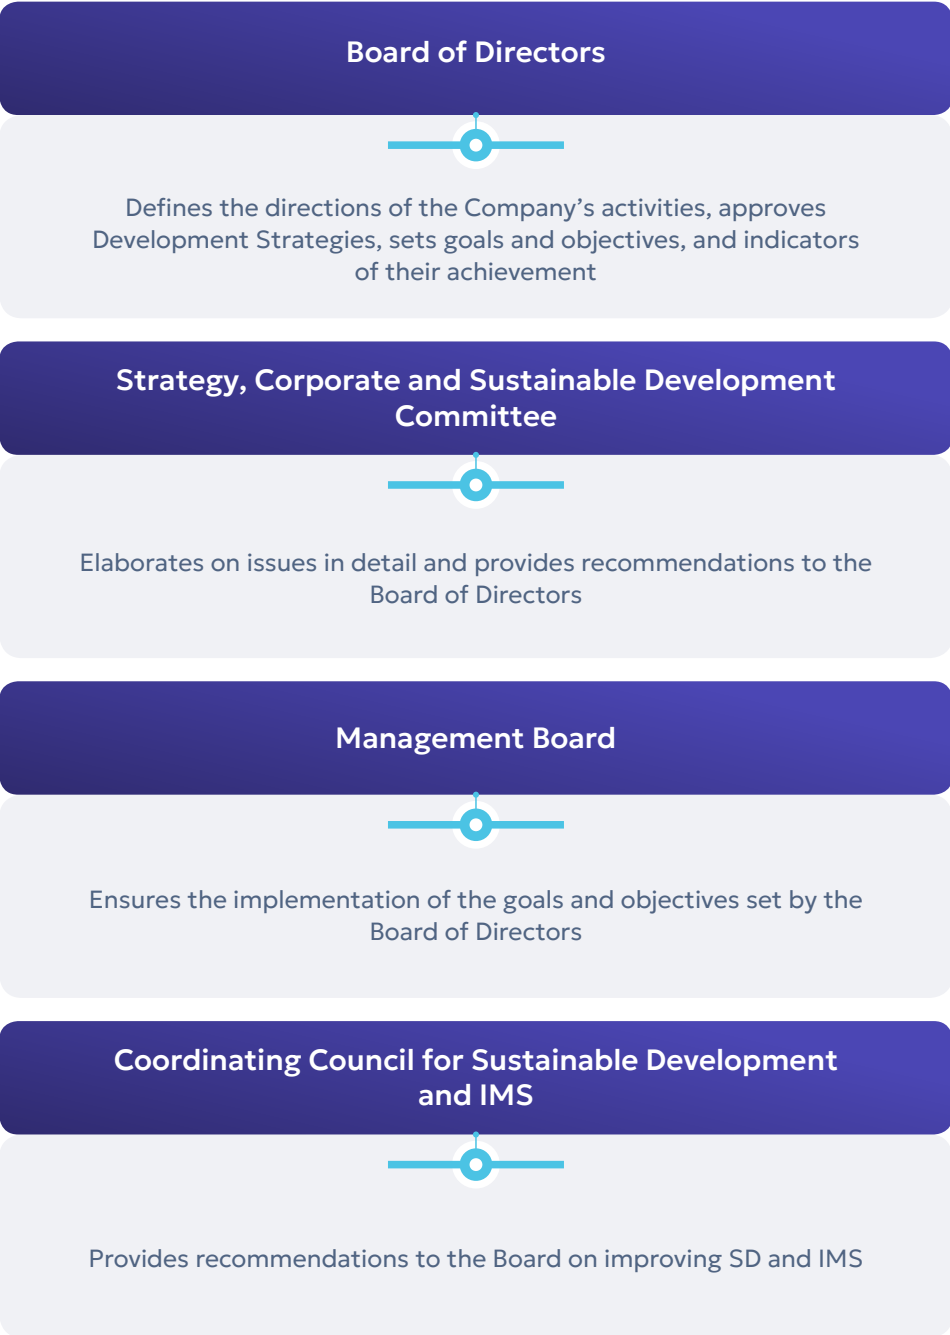 Board of Directors
Defines the directions of the Company’s activities, approves
Development Strategies, sets goals and objectives, and indicators
of their achievement
Strategy, Corporate and Sustainable Development
Committee
Elaborates on issues in detail and provides recommendations to the
Board of Directors
Management Board
Ensures the implementation of the goals and objectives set by the
Board of Directors
Coordinating Council for Sustainable Development
and IMS
Provides recommendations to the Board on improving SD and IMS